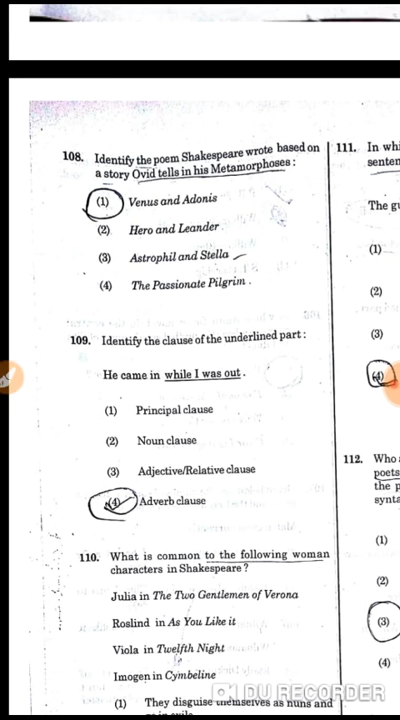 108. Identify the poem Shakespeare wrote based on
a story Ovid tells in his Metamorphoses :
(1) Venus and Adonis
(2) Hero and Leander
(3) Astrophil and Stella
(4) The Passionate Pilgrim .
109. Identify the clause of the underlined part :
He came in while I was out .
(1) Principal clause
(2) Noun clause
(3) Adjective/Relative clause
(4) Adverb clause
110. What is common to the following woman
characters in Shakespeare ?
Julia in The Two Gentlemen of Verona
Roslind in As You Like it
Viola in Twelfth Night
Imogen in Cymbeline
(1) They disguise themselves as nuns and
111. In
The
(1)
(2)
(3)
(4)
112. Who
poets
the
(1)
(2)
(3)
(4)
DU RECORDER